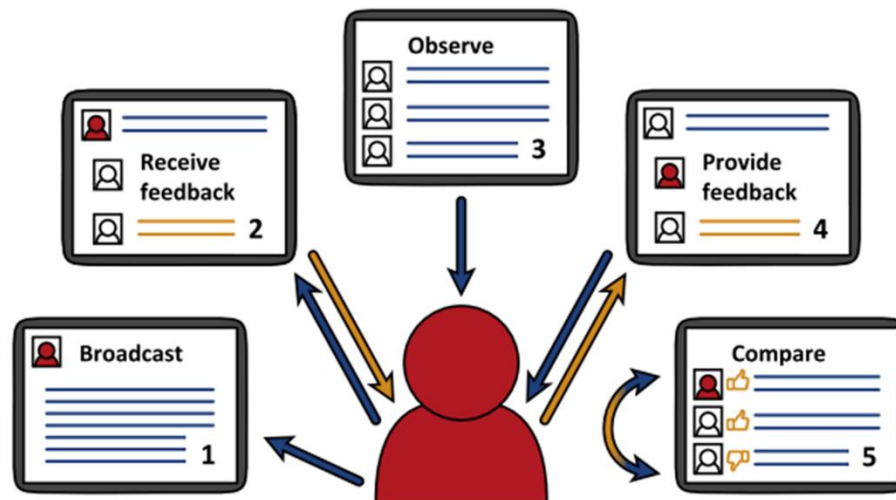 Observe
3
Receive
feedback
2
Provide
feedback
4
Broadcast
1
Compare
5